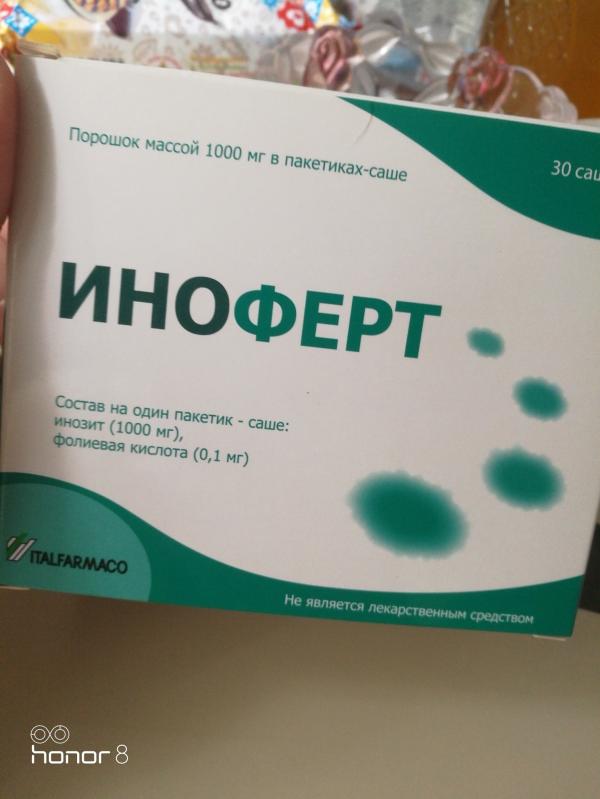 Порошок массой 1000 мг в пакетиках-саше
30
ИНОФЕРТ
Состав на один пакетик - саше:
инозит (1000 мг),
фолиевая кислота (0,1 мг)
ITALFARMACO
Не является лекарственным средством
honor 8